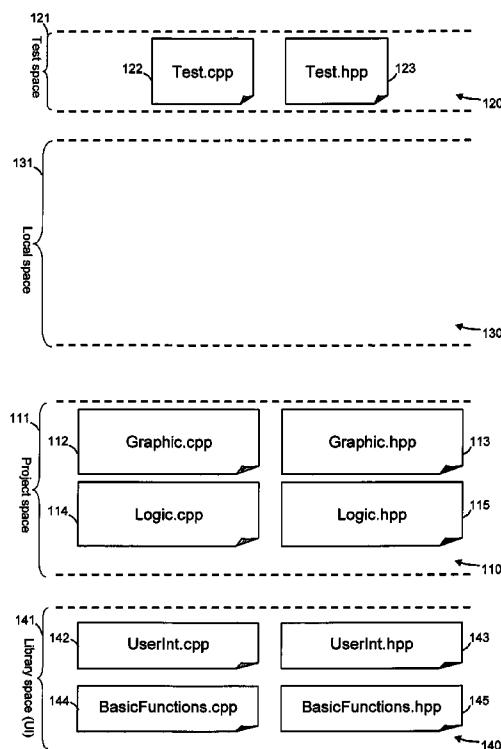 121
Test space
122
Test.cpp
Test.hpp
123
120
131
Local space
130
111
Project space
112
Graphic.cpp
Graphic.hpp
113
114
Logic.cpp
Logic.hpp
115
110
141
Library space (UI)
142
UserInt.cpp
UserInt.hpp
143
144
BasicFunctions.cpp
BasicFunctions.hpp
145
140